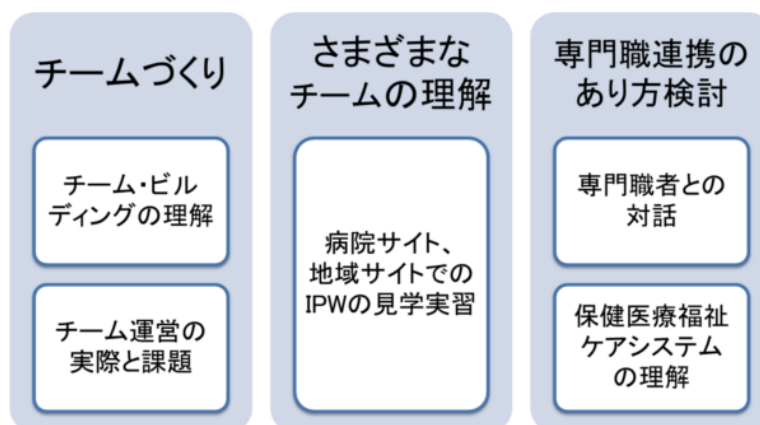 チームづくり
チーム・ビル
ディングの理解
チーム運営の
実際と課題
さまざまな
チームの理解
病院サイト、
地域サイトでの
IPWの見学実習
専門職連携の
あり方検討
専門職者との
対話
保健医療福祉
ケアシステム
の理解